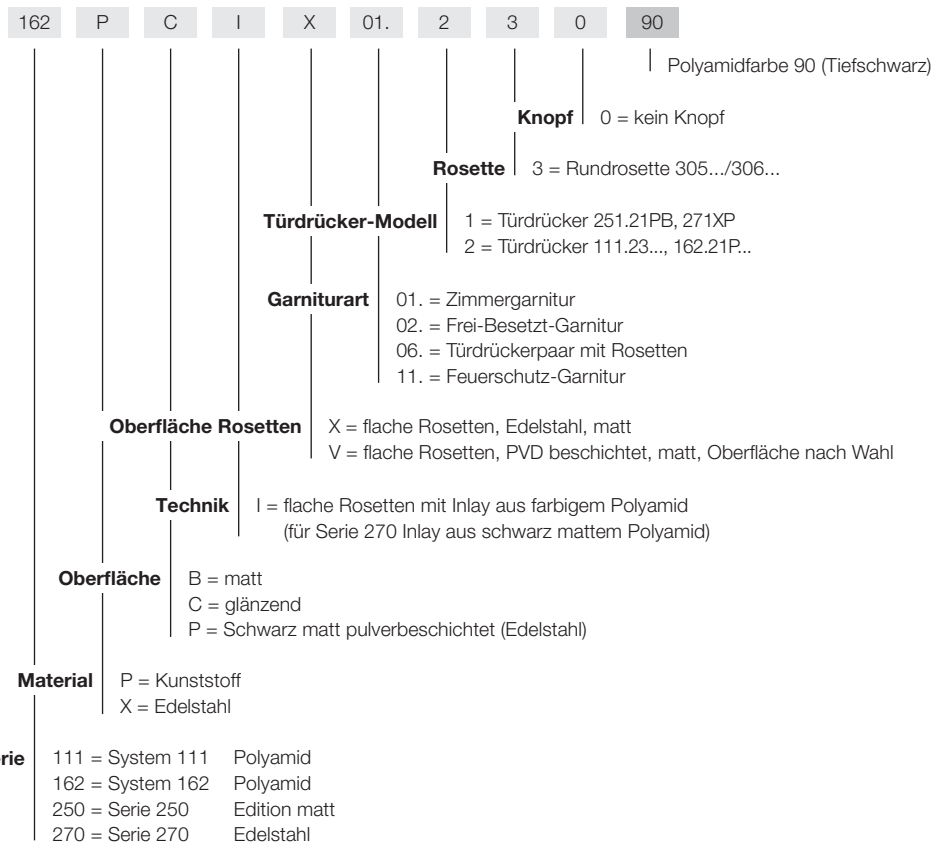 162 P C I X 01. 2 3 0 90
Polyamidfarbe 90 (Tiefschwarz)
Knopf 0 = kein Knopf
Rosette 3 = Rundrosette 305.../306...
Türdrücker-Modell 1 = Türdrücker 251.21PB, 271XP
2 = Türdrücker 111.23..., 162.21P...
Garniturart 01. = Zimmergarnitur
02. = Frei-Besetzt-Garnitur
06. = Türdrückerpaar mit Rosetten
11. = Feuerschutz-Garnitur
Oberfläche Rosetten X = flache Rosetten, Edelstahl, matt
V = flache Rosetten, PVD beschichtet, matt, Oberfläche nach Wahl
Technik I = flache Rosetten mit Inlay aus farbigem Polyamid
(für Serie 270 Inlay aus schwarz mattem Polyamid)
Oberfläche B = matt
C = glänzend
P = Schwarz matt pulverbeschichtet (Edelstahl)
Material P = Kunststoff
X = Edelstahl
rie 111 = System 111 Polyamid
162 = System 162 Polyamid
250 = Serie 250 Edition matt
270 = Serie 270 Edelstahl